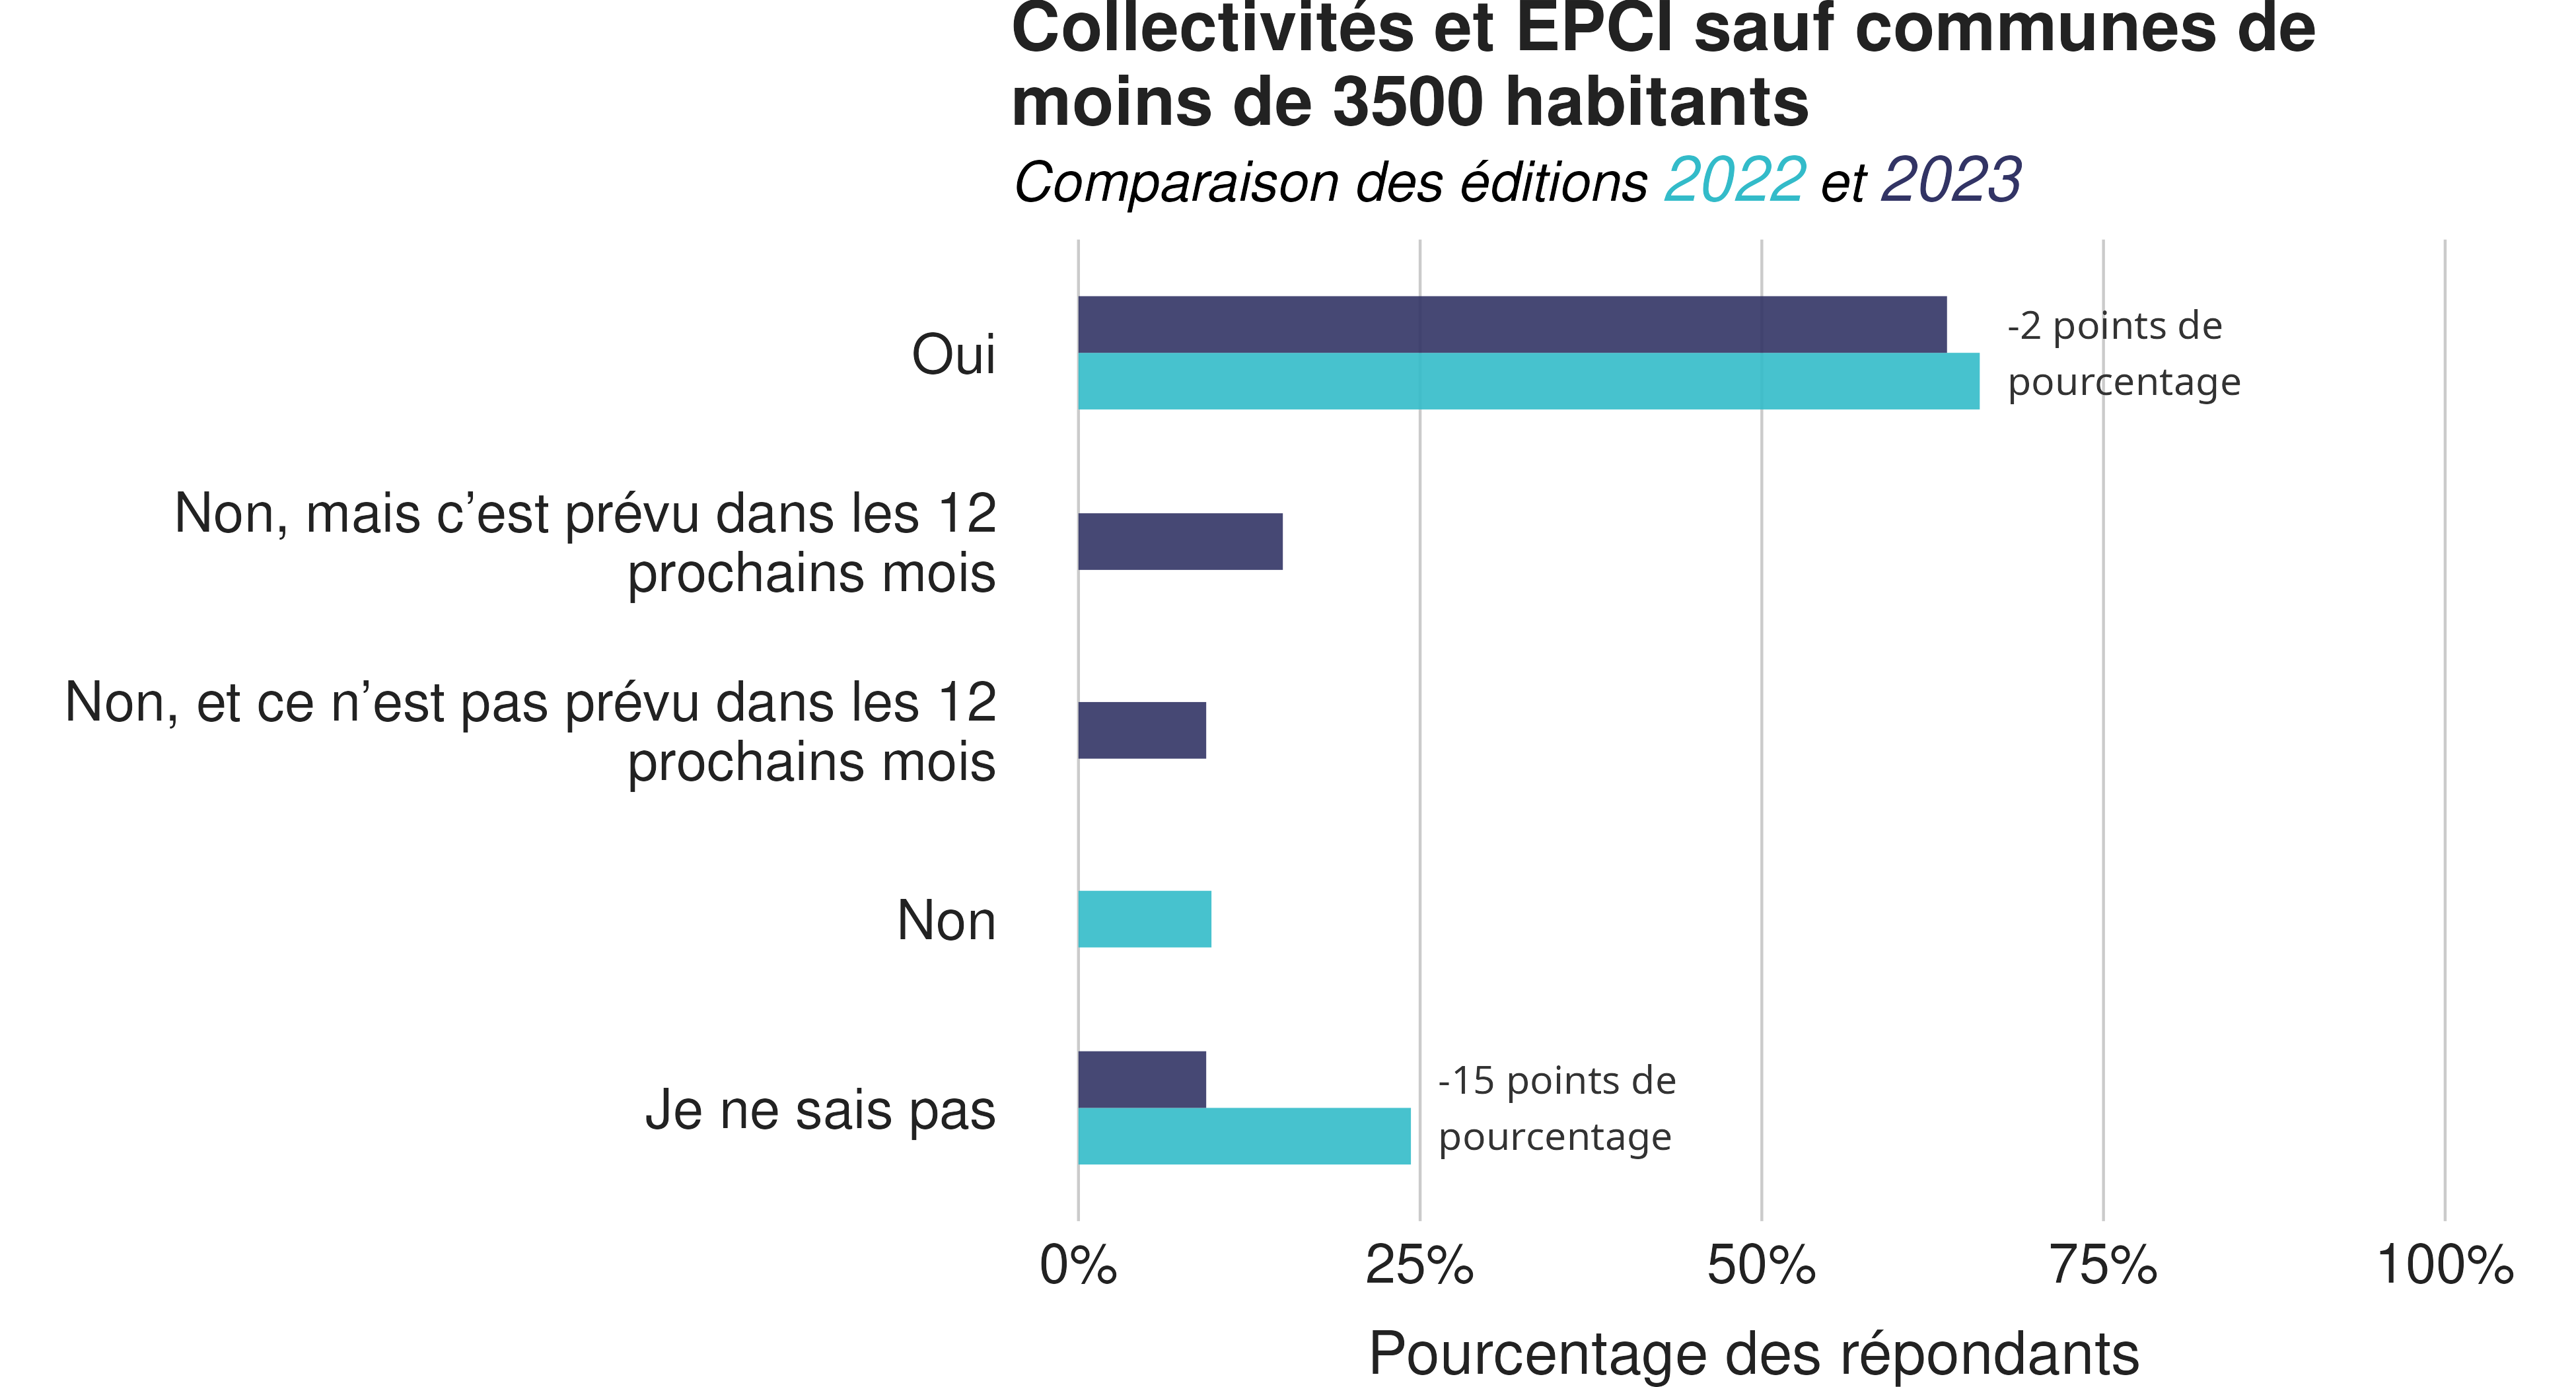 Collectivités et EPCI sauf communes de
moins de 3500 habitants
Comparaison des éditions 2022 et 2023
Oui
-2 points de
pourcentage
Non, mais c’est prévu dans les 12
prochains mois
Non, et ce n’est pas prévu dans les 12
prochains mois
Non
Je ne sais pas
-15 points de
pourcentage
0% 25% 50% 75% 100%
Pourcentage des répondants